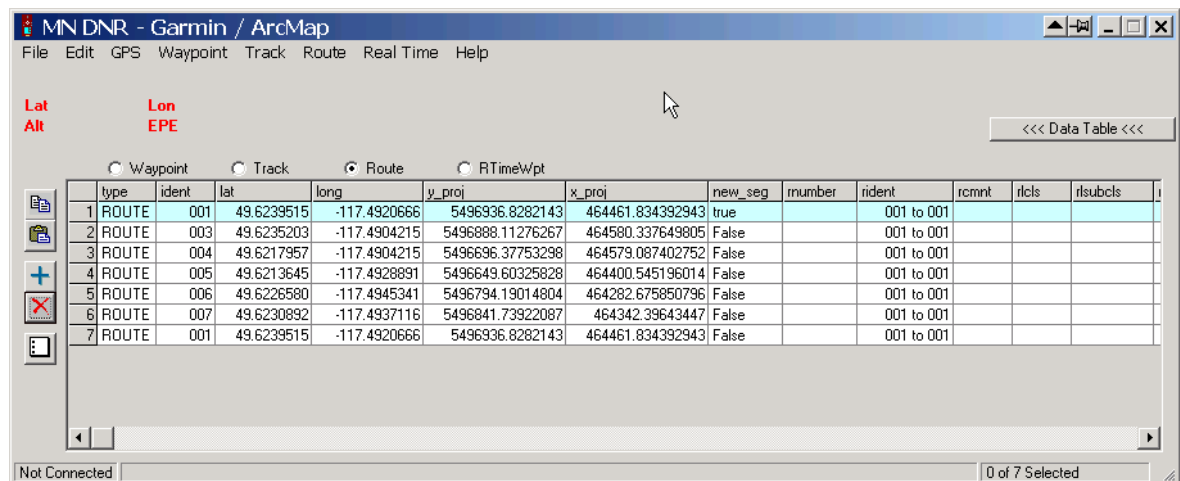 MN DNR - Garmin / ArcMap
File Edit GPS Waypoint Track Route Real Time Help
Lat Lon
Alt EPE
<<< Data Table <<<
Waypoint Track Route RTimeWpt
type ident lat long y_proj x_proj new_seg rnumber rident rcmnt rlcls rlsubcls
1 ROUTE 001 49.6239515 -117.4920666 5496936.8282143 464461.834392943 true 001 to 001
2 ROUTE 003 49.6235203 -117.4904215 5496888.11276267 464580.337649805 False 001 to 001
3 ROUTE 004 49.6217957 -117.4904215 5496696.37753298 464579.087402752 False 001 to 001
4 ROUTE 005 49.6213645 -117.4928891 5496649.60325828 464400.545196014 False 001 to 001
5 ROUTE 006 49.6226580 -117.4945341 5496794.19014804 464282.675850796 False 001 to 001
6 ROUTE 007 49.6230892 -117.4937116 5496841.73922087 464342.39643447 False 001 to 001
7 ROUTE 001 49.6239515 -117.4920666 5496936.8282143 464461.834392943 False 001 to 001
Not Connected 0 of 7 Selected